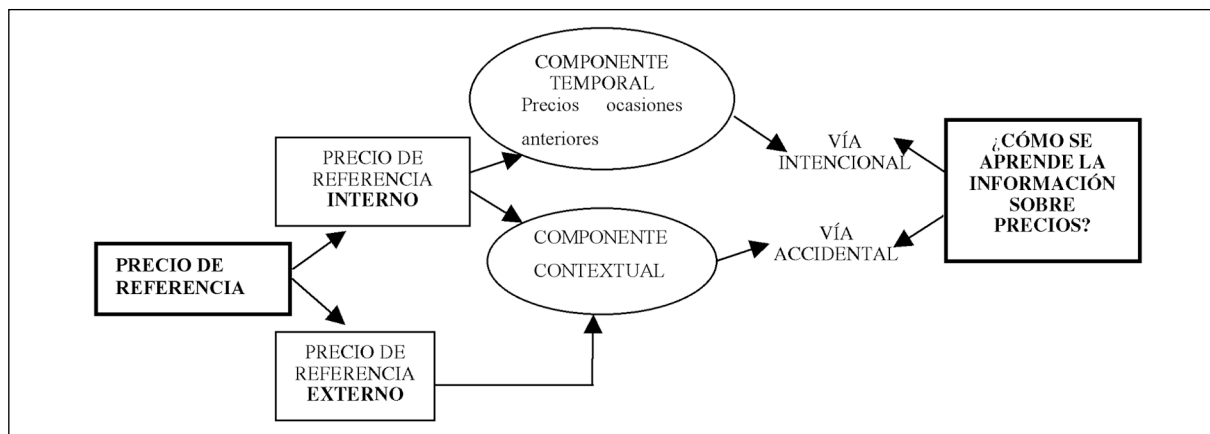 COMPONENTE
TEMPORAL
Precios ocasiones
anteriores
PRECIO DE
REFERENCIA
INTERNO
VÍA
INTENCIONAL
¿CÓMO SE
APRENDE LA
INFORMACIÓN
SOBRE
PRECIOS?
COMPONENTE
CONTEXTUAL
VÍA
ACCIDENTAL
PRECIO DE
REFERENCIA
PRECIO DE
REFERENCIA
EXTERNO